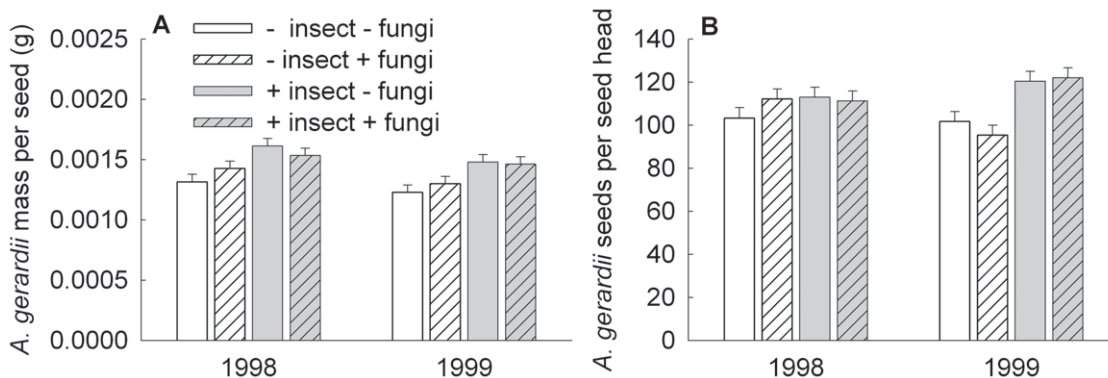 A. gerardii mass per seed (g)
0.0025
0.0020
0.0015
0.0010
0.0005
0.0000
A
- insect - fungi
- insect + fungi
+ insect - fungi
+ insect + fungi
1998
1999
A. gerardii seeds per seed head
140
120
100
80
60
40
20
0
B
1998
1999